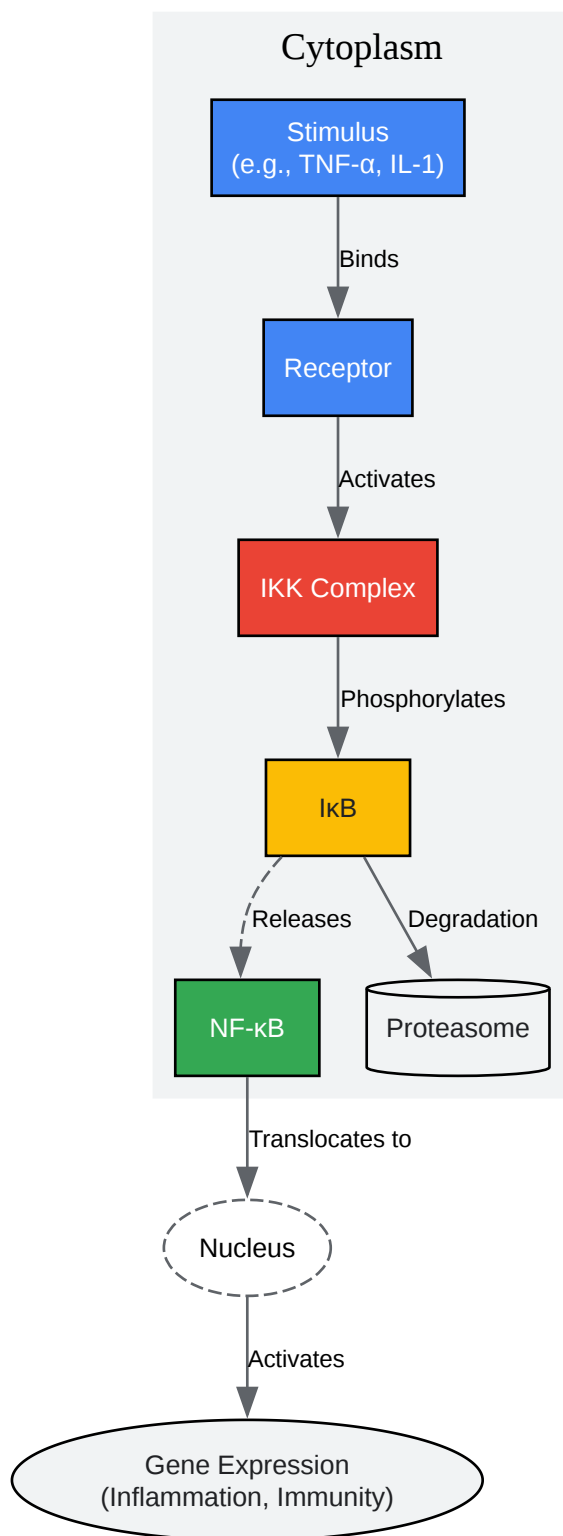 Cytoplasm
Stimulus
(e.g., TNF-α, IL-1)
Binds
Receptor
Activates
IKK Complex
Phosphorylates
IκB
Releases
Degradation
NF-κB
Proteasome
Translocates to
Nucleus
Activates
Gene Expression
(Inflammation, Immunity)